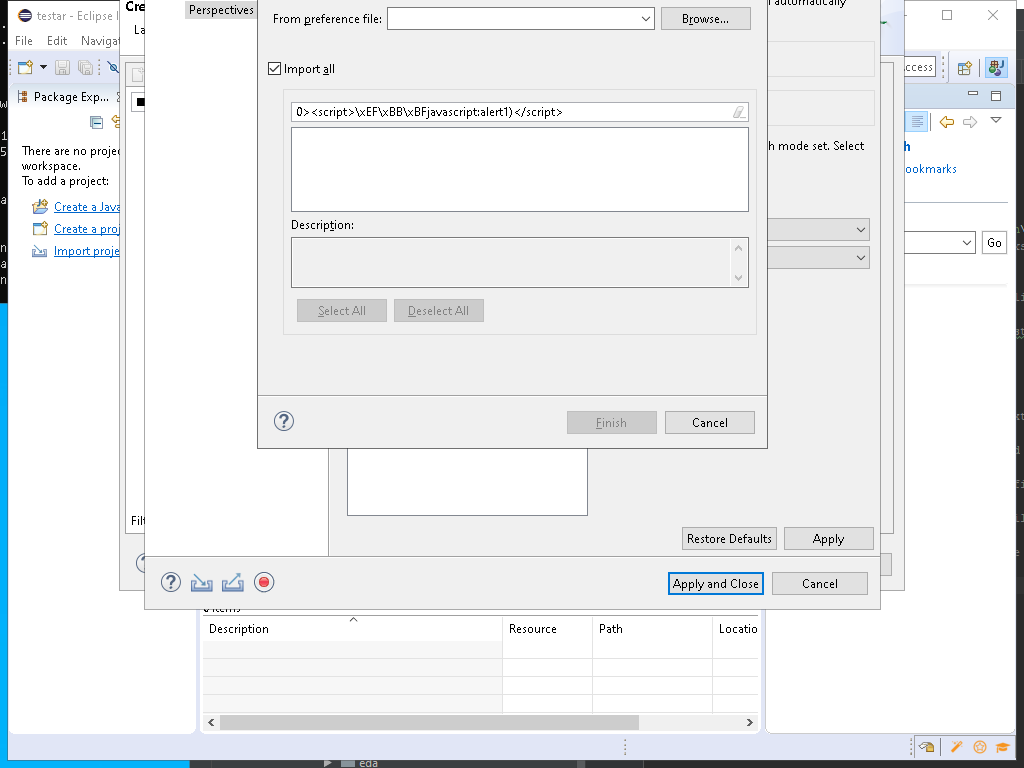 testar - Eclipse I
File Edit Navigat
Package Exp...
There are no projec
workspace.
To add a project:
Create a Java
Create a proj
Import proje
Cre
La
Filt
Perspectives
From preference file:
Browse...
Import all
0><script>\xEF\xBB\xBFjavascript:alert1)</script>
Description:
Select All
Deselect All
Finish
Cancel
automatically
h mode set. Select
Restore Defaults
Apply
Apply and Close
Cancel
ccess
h
ookmarks
Go
Description
Resource
Path
Locatio
eda